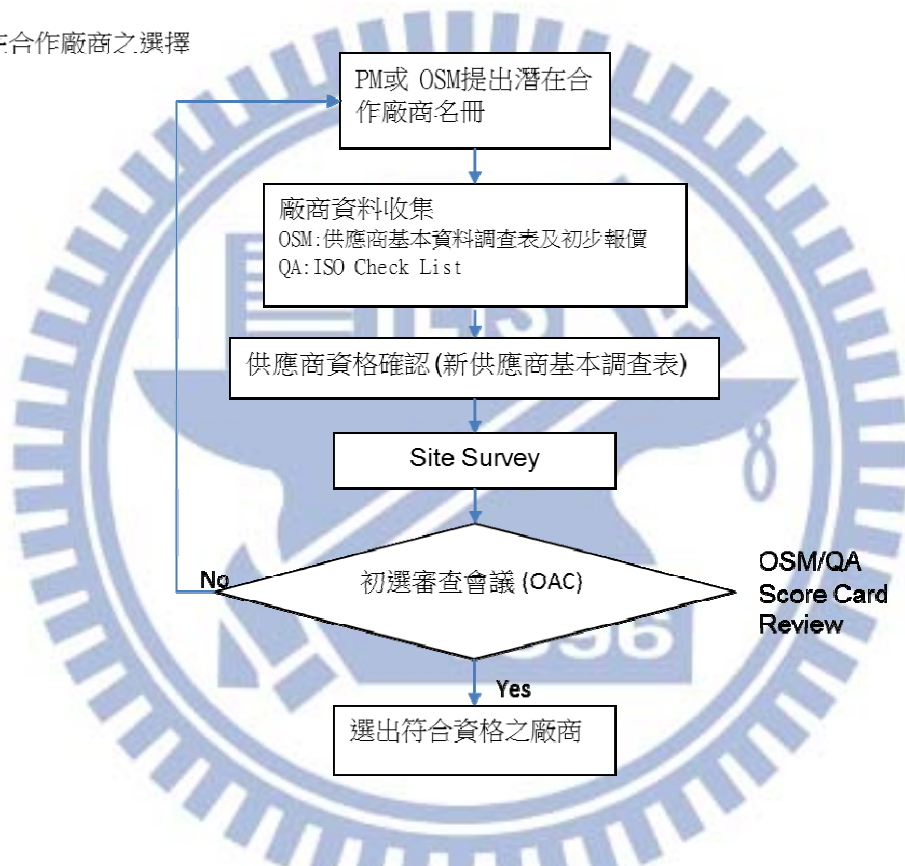 在合作廠商之選擇
PM或 OSM提出潛在合
作廠商名冊
廠商資料收集
OSM:供應商基本資料調查表及初步報價
QA:ISO Check List
供應商資格確認(新供應商基本調查表)
Site Survey
No
初選審查會議 (OAC)
OSM/QA
Score Card
Review
Yes
選出符合資格之廠商